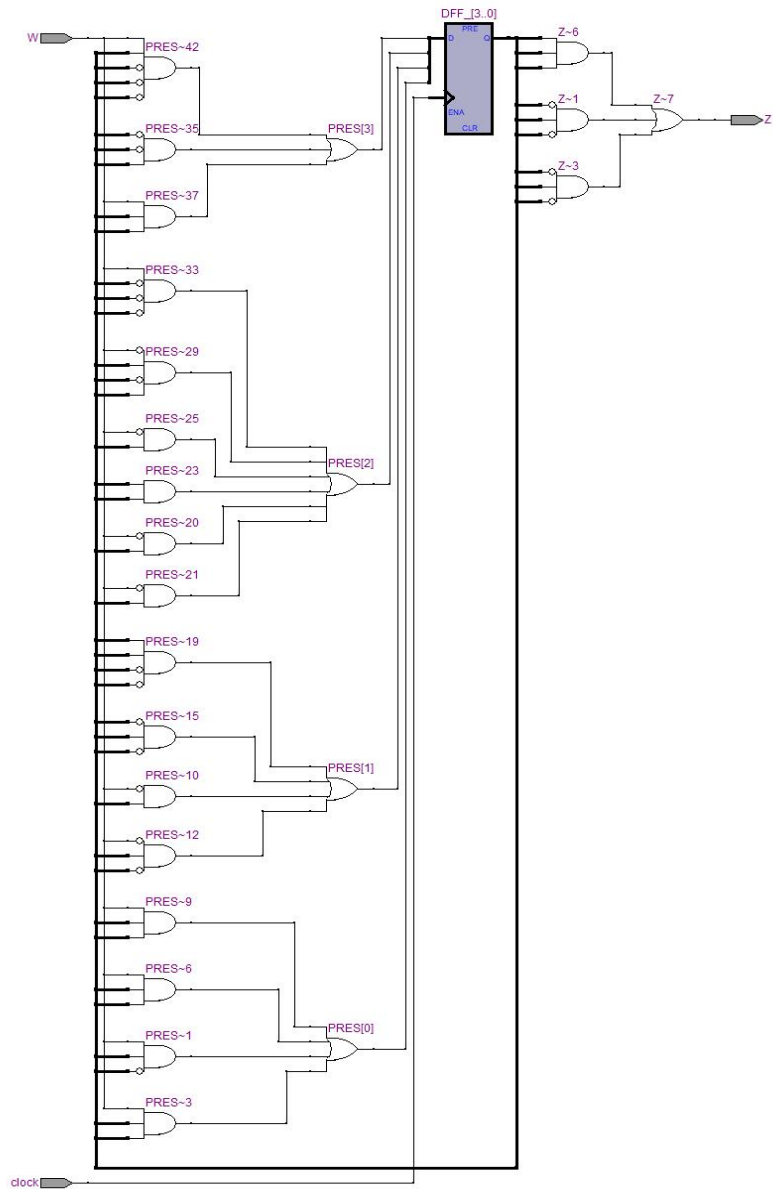 DFF_[3..0]
W
PRE
D
Q
ENA
CLR
PRES~42
PRES~35
PRES[3]
PRES~37
PRES~33
PRES~29
PRES~25
PRES[2]
PRES~23
PRES~20
PRES~21
PRES~19
PRES~15
PRES[1]
PRES~10
PRES~12
PRES~9
PRES~6
PRES[0]
PRES~1
PRES~3
clock
Z~6
Z~1
Z~7
Z
Z~3